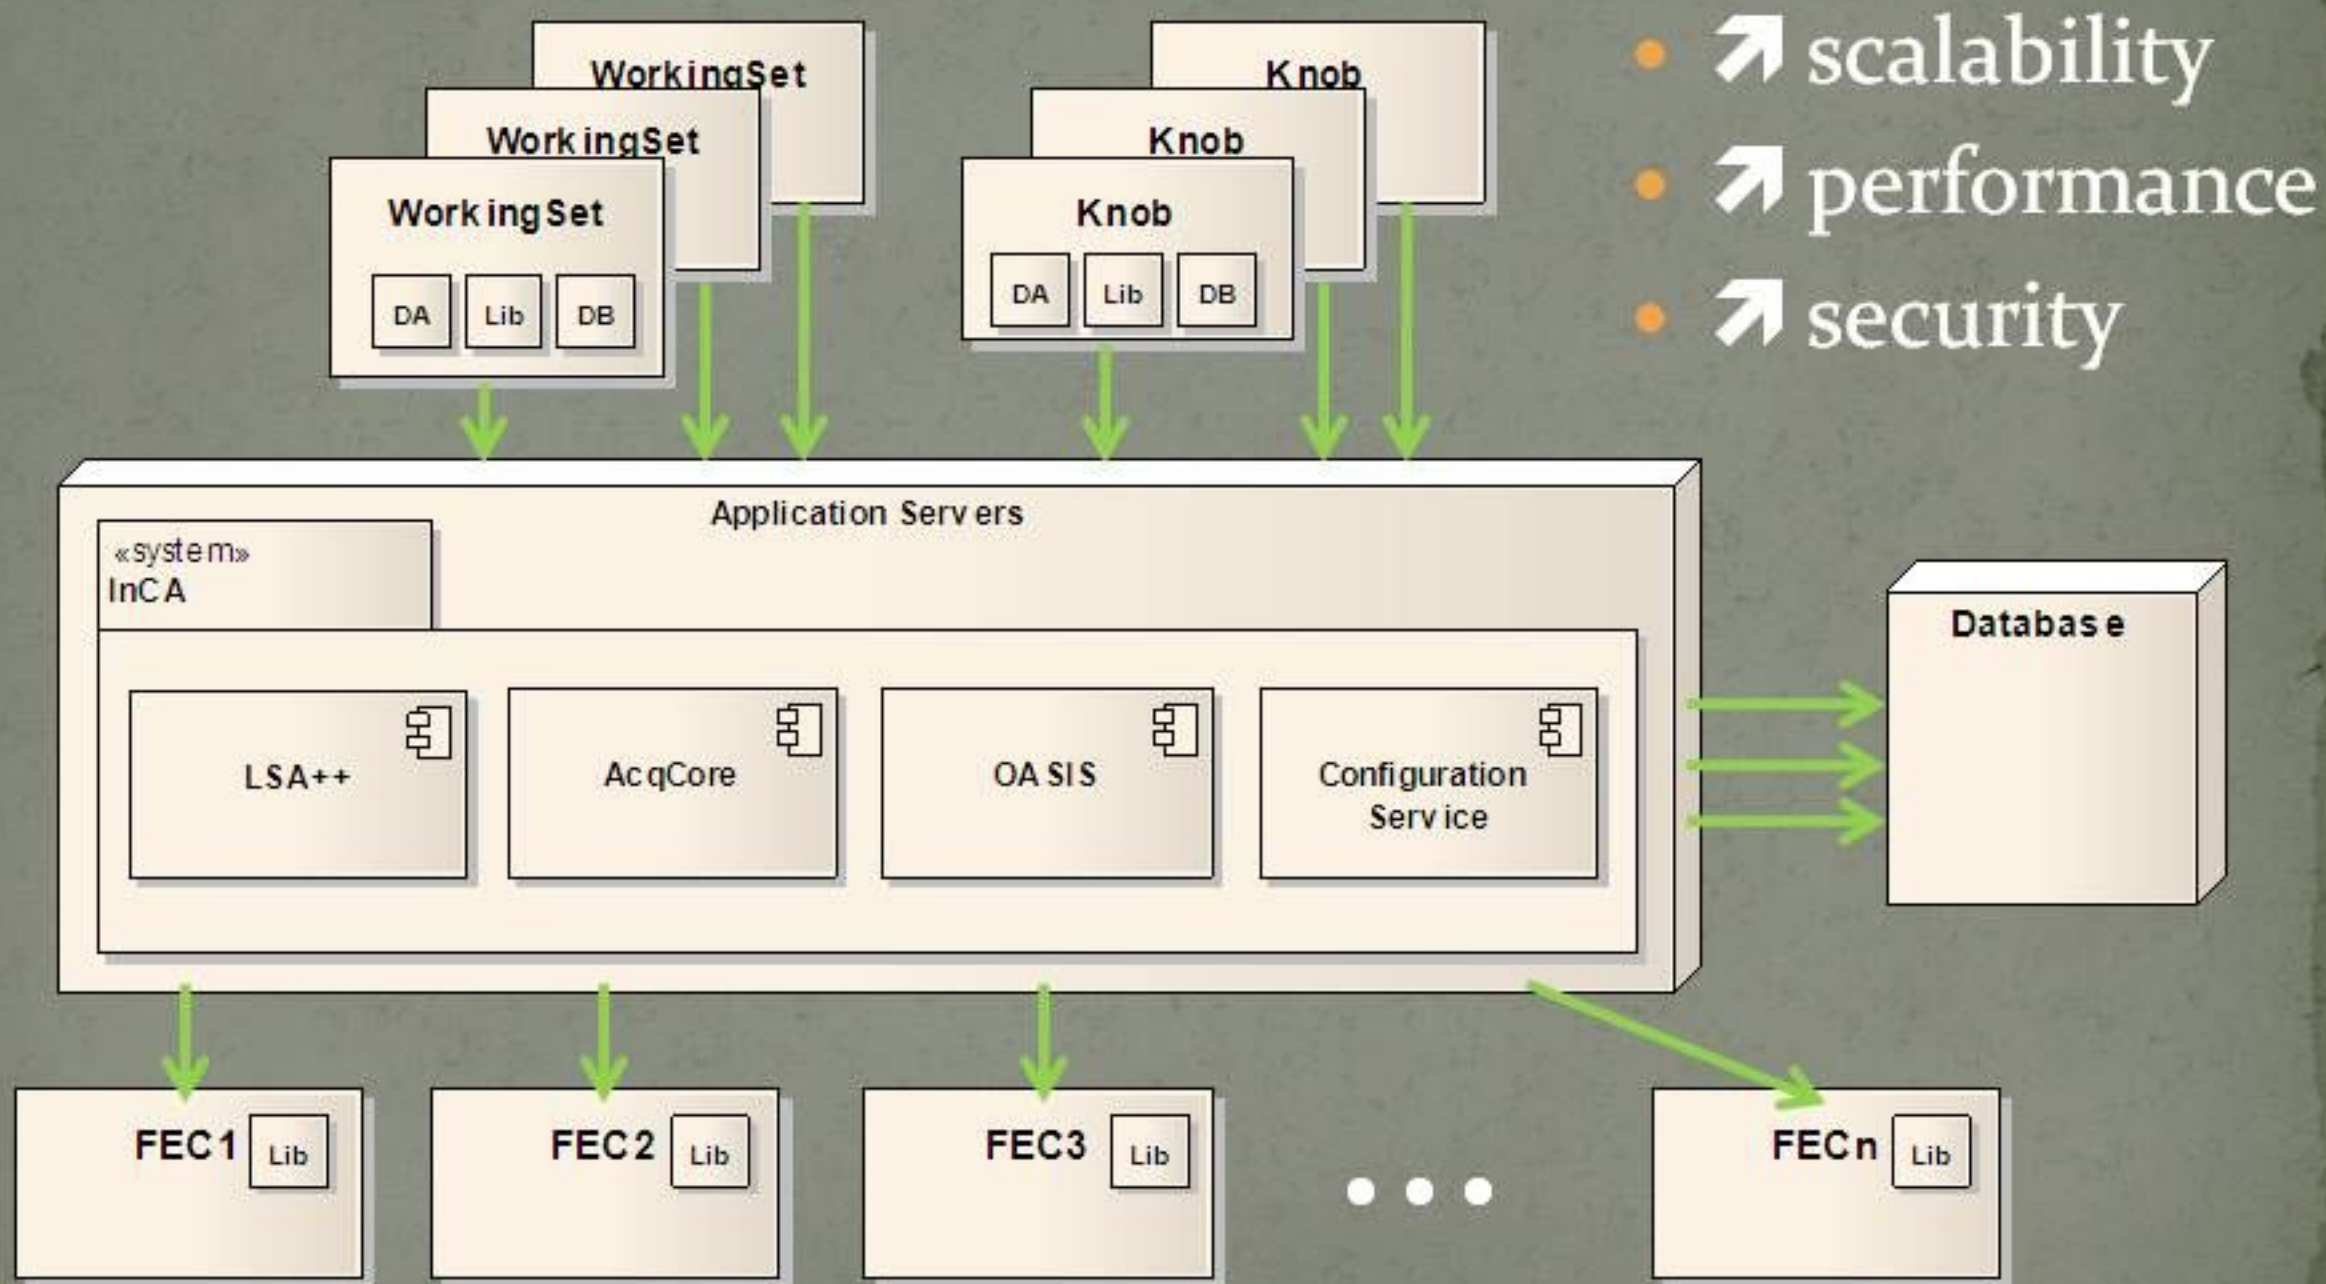 WorkingSet
WorkingSet
WorkingSet
DA Lib DB
Knob
Knob
Knob
DA Lib DB
• scalability
• performance
• security
Application Servers
«system»
InCA
LSA++
AcqCore
OASIS
Configuration
Service
Database
FEC1 Lib
FEC2 Lib
FEC3 Lib
• • •
FECn Lib